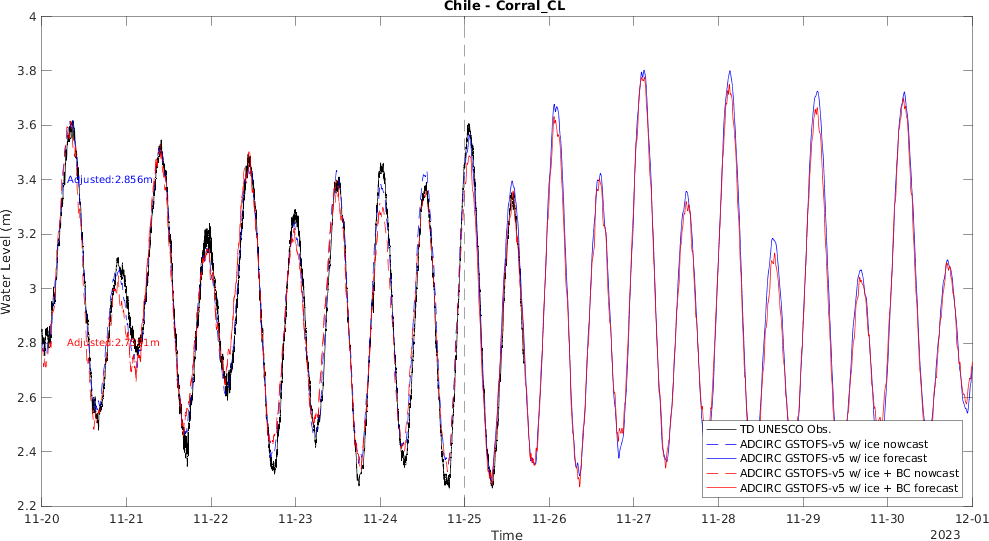 Chile - Corral_CL
Water Level (m)
4
3.8
3.6
3.4
3.2
3
2.8
2.6
2.4
2.2
Adjusted:2.856m
11-20
11-21
11-22
11-23
11-24
11-25
11-26
11-27
11-28
11-29
11-30
12-01
Time
2023
TD UNESCO Obs.
ADCIRC GSTOFS-v5 w/ ice nowcast
ADCIRC GSTOFS-v5 w/ ice forecast
ADCIRC GSTOFS-v5 w/ ice + BC nowcast
ADCIRC GSTOFS-v5 w/ ice + BC forecast